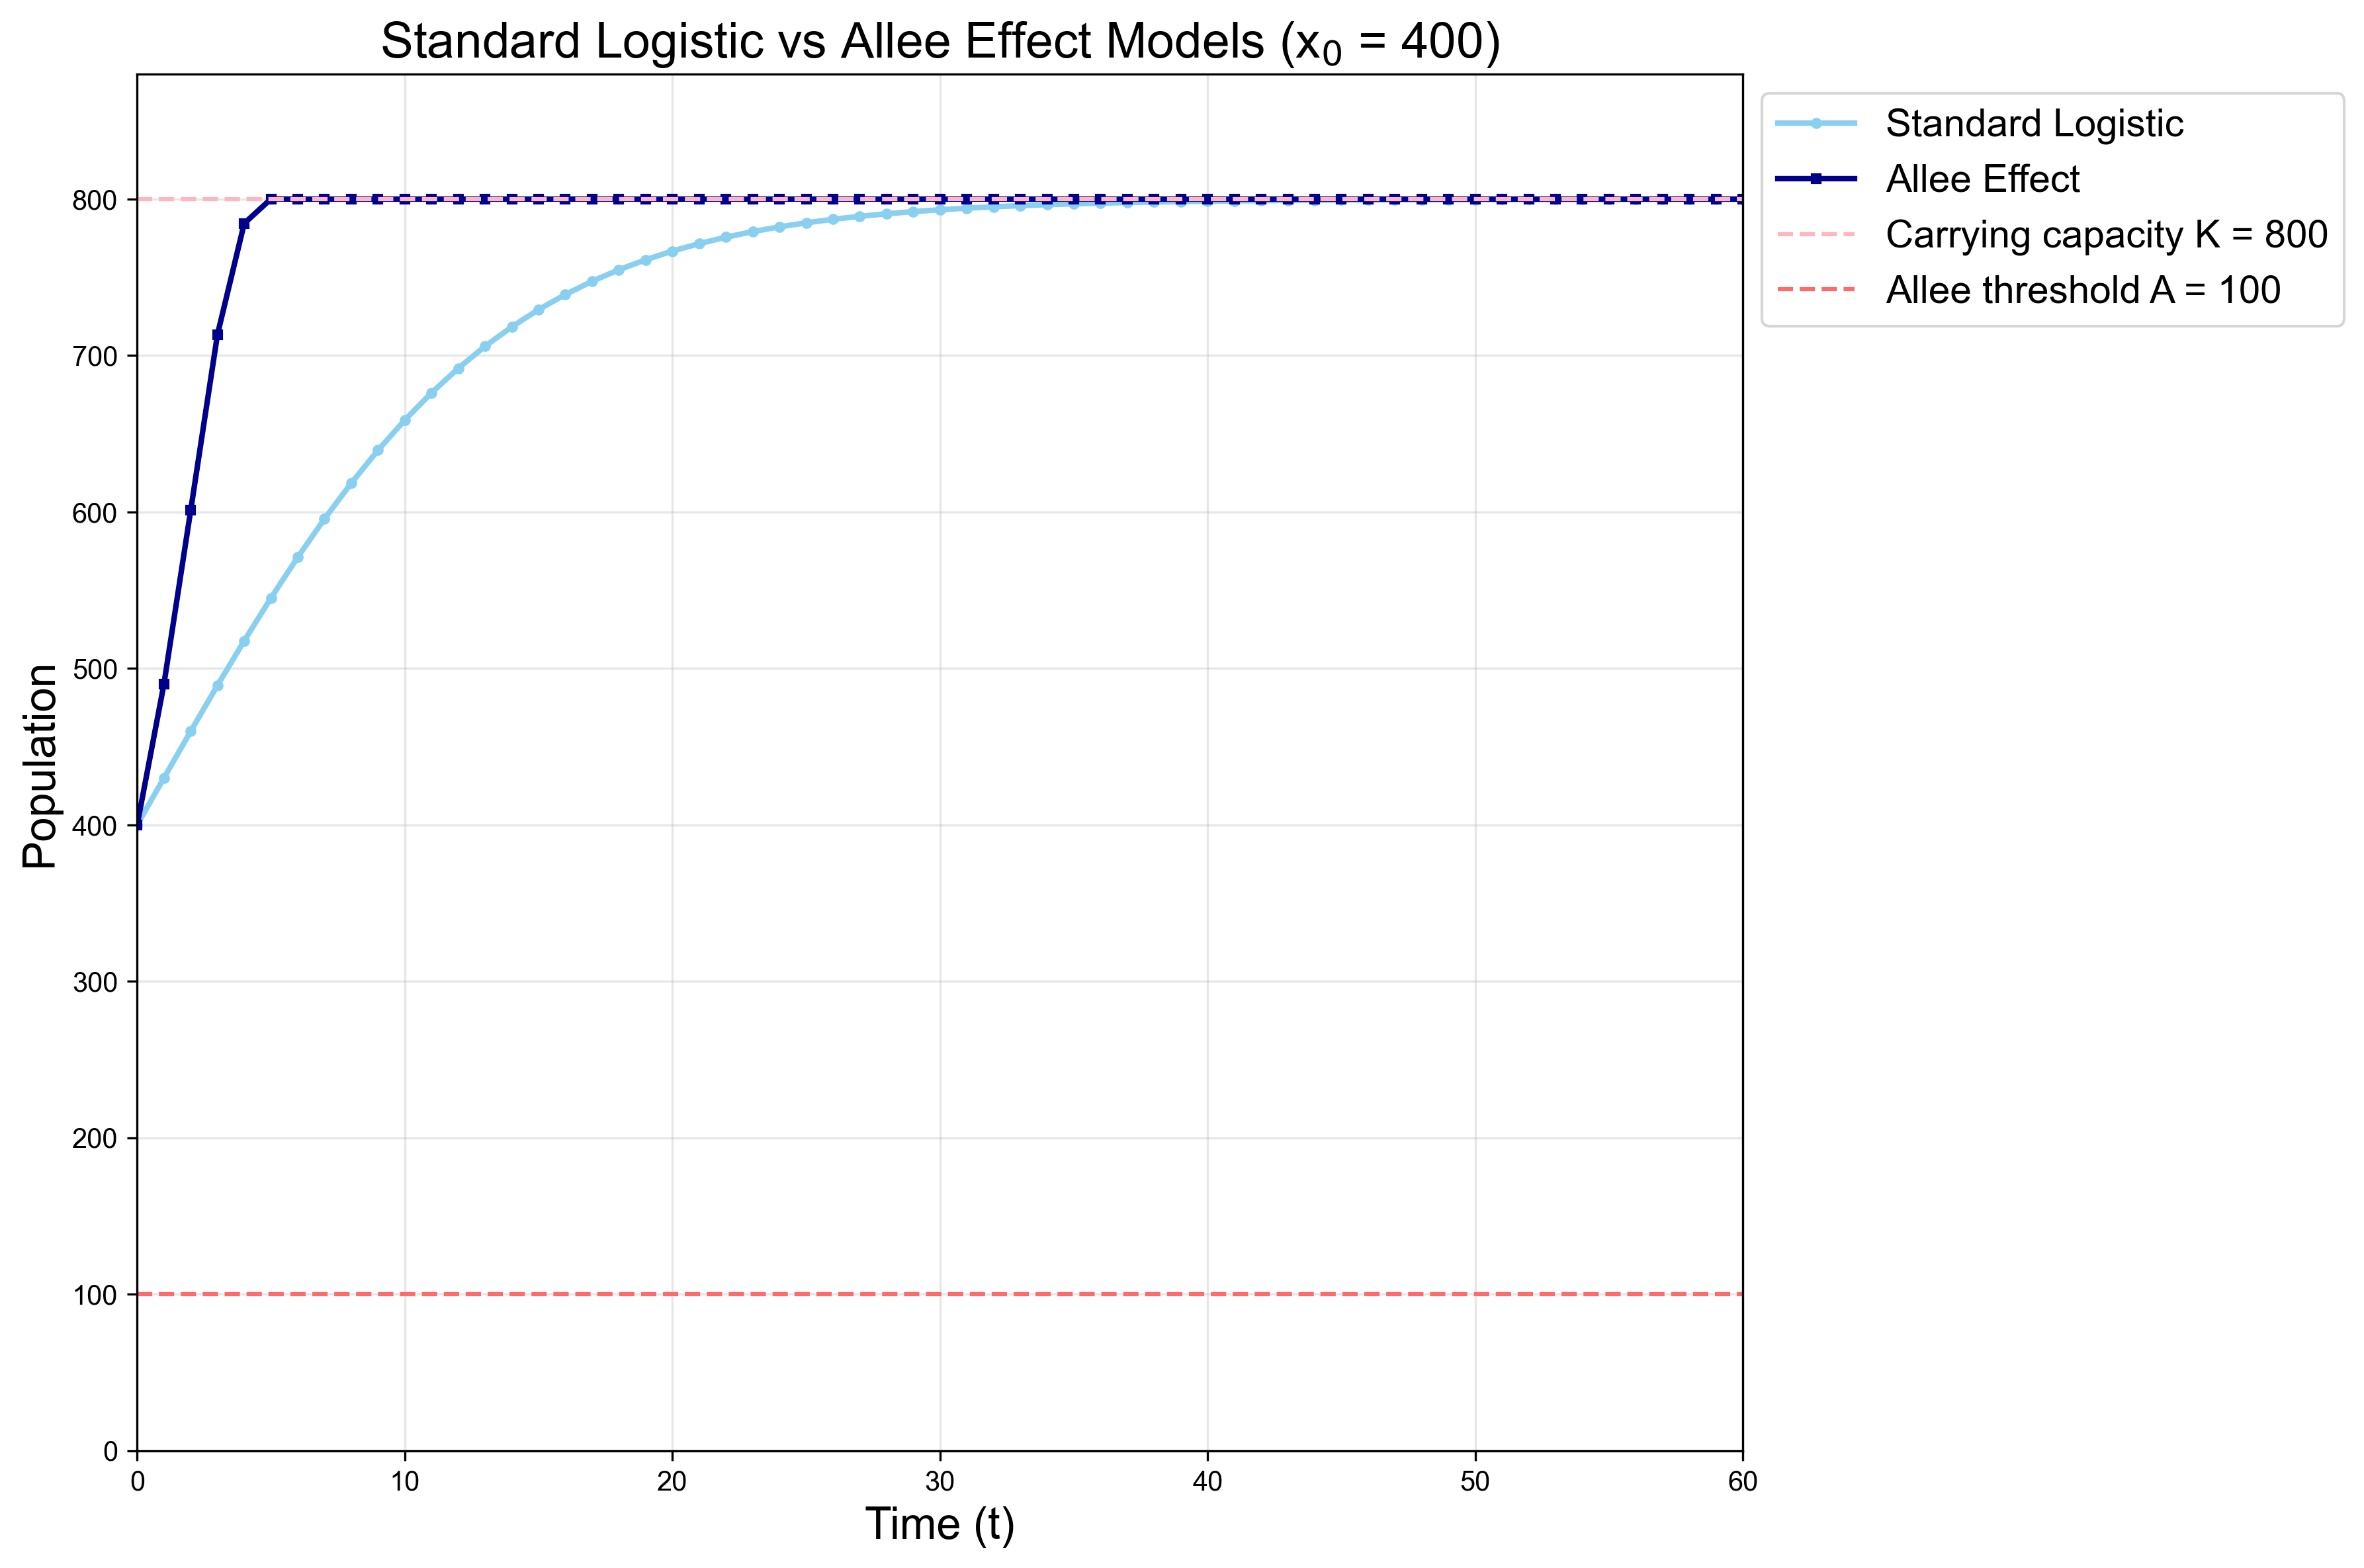 Standard Logistic vs Allee Effect Models (x₀ = 400)
Standard Logistic
Allee Effect
Carrying capacity K = 800
Allee threshold A = 100
Population
800
700
600
500
400
300
200
100
0
0 10 20 30 40 50 60
Time (t)